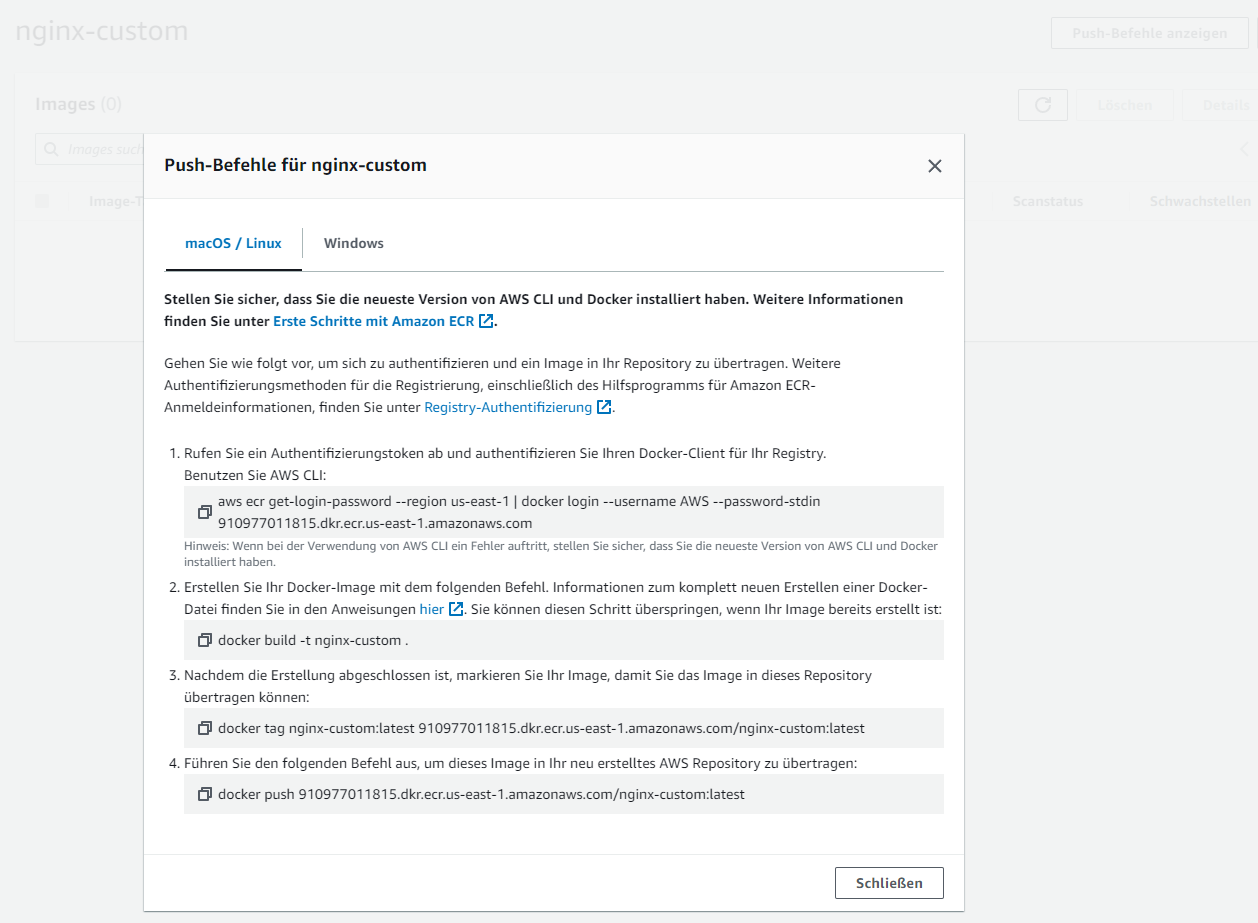 nginx-custom
Push-Befehle anzeigen
Images (0)
Löschen
Details
Images such
Image-T
Scanstatus
Schwachstellen
Push-Befehle für nginx-custom
macOS / Linux
Windows
Stellen Sie sicher, dass Sie die neueste Version von AWS CLI und Docker installiert haben. Weitere Informationen
finden Sie unter Erste Schritte mit Amazon ECR.
Gehen Sie wie folgt vor, um sich zu authentifizieren und ein Image in Ihr Repository zu übertragen. Weitere
Authentifizierungsmethoden für die Registrierung, einschließlich des Hilfsprogramms für Amazon ECR-
Anmeldeinformationen, finden Sie unter Registry-Authentifizierung.
1. Rufen Sie ein Authentifizierungstoken ab und authentifizieren Sie Ihren Docker-Client für Ihr Registry.
Benutzen Sie AWS CLI:
aws ecr get-login-password --region us-east-1 | docker login --username AWS --password-stdin
910977011815.dkr.ecr.us-east-1.amazonaws.com
Hinweis: Wenn bei der Verwendung von AWS CLI ein Fehler auftritt, stellen Sie sicher, dass Sie die neueste Version von AWS CLI und Docker
installiert haben.
2. Erstellen Sie Ihr Docker-Image mit dem folgenden Befehl. Informationen zum komplett neuen Erstellen einer Docker-
Datei finden Sie in den Anweisungen hier. Sie können diesen Schritt überspringen, wenn Ihr Image bereits erstellt ist:
docker build -t nginx-custom .
3. Nachdem die Erstellung abgeschlossen ist, markieren Sie Ihr Image, damit Sie das Image in dieses Repository
übertragen können:
docker tag nginx-custom:latest 910977011815.dkr.ecr.us-east-1.amazonaws.com/nginx-custom:latest
4. Führen Sie den folgenden Befehl aus, um dieses Image in Ihr neu erstelltes AWS Repository zu übertragen:
docker push 910977011815.dkr.ecr.us-east-1.amazonaws.com/nginx-custom:latest
Schließen